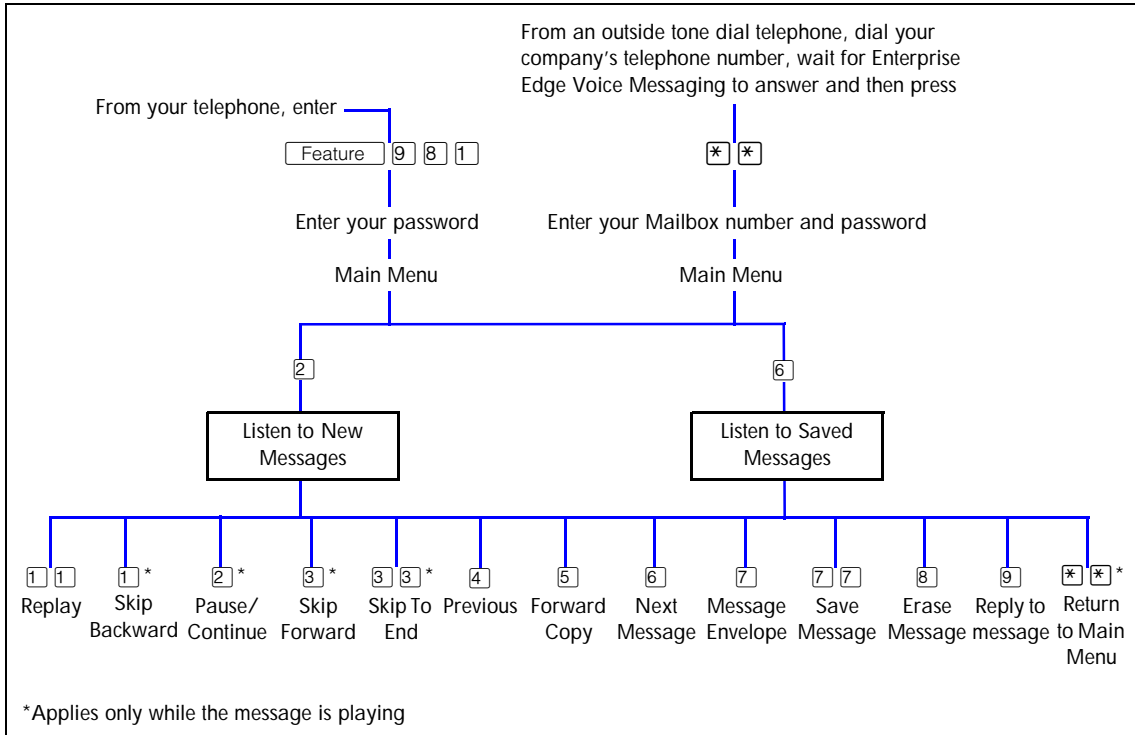 From an outside tone dial telephone, dial your
company's telephone number, wait for Enterprise
Edge Voice Messaging to answer and then press
From your telephone, enter
Feature 9 8 1
* *
Enter your password
Enter your Mailbox number and password
Main Menu
Main Menu
2
6
Listen to New
Messages
Listen to Saved
Messages
1 1
Replay
1 *
Skip
Backward
2 *
Pause/
Continue
3 *
Skip
Forward
3 3 *
Skip To
End
4
Previous
5
Forward
Copy
6
Next
Message
7
Message
Envelope
7 7
Save
Message
8
Erase
Message
9
Reply to
message
* * *
Return
to Main
Menu
*Applies only while the message is playing